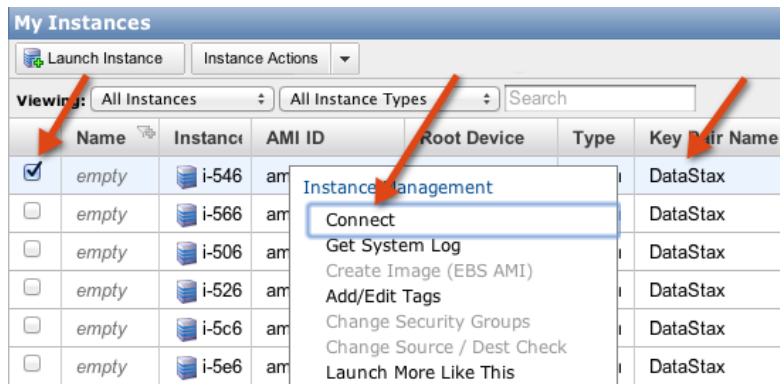 My Instances
Launch Instance Instance Actions
Viewing: All Instances All Instance Types Search
Name Instance AMI ID Root Device Type Key Pair Name
empty i-546 am DataStax
Instance Management
Connect
empty i-566 am DataStax
Get System Log
empty i-506 am DataStax
Create Image (EBS AMI)
empty i-526 am DataStax
Add/Edit Tags
Change Security Groups
empty i-5c6 am DataStax
Change Source / Dest Check
empty i-5e6 am DataStax
Launch More Like This